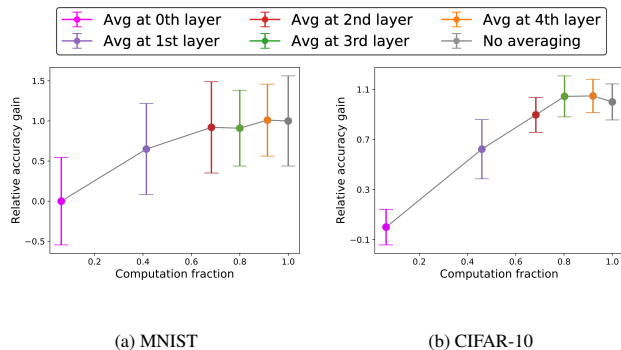 Avg at 0th layer Avg at 2nd layer Avg at 4th layer
Avg at 1st layer Avg at 3rd layer No averaging
Relative accuracy gain
1.5
1.0
0.5
0.0
−0.5
0.2 0.4 0.6 0.8 1.0
Computation fraction
(a) MNIST
Relative accuracy gain
1.1
0.7
0.3
−0.1
0.2 0.4 0.6 0.8 1.0
Computation fraction
(b) CIFAR-10